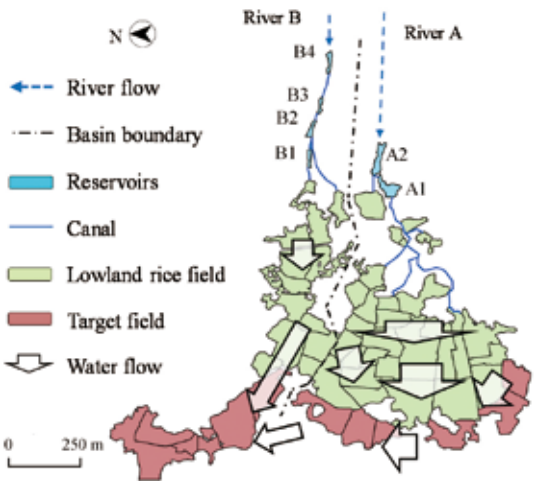 River B
River A
N
B4
B3
B2
B1
A2
A1
River flow
Basin boundary
Reservoirs
Canal
Lowland rice field
Target field
Water flow
0 250 m